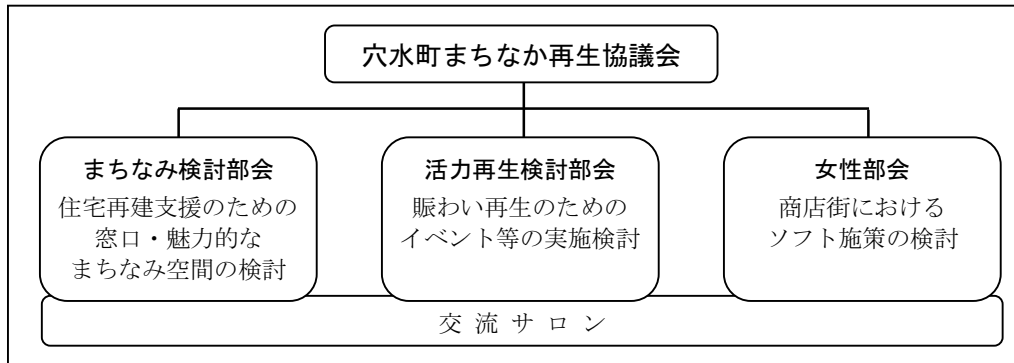 穴水町まちなか再生協議会
まちなみ検討部会
住宅再建支援のための
窓口・魅力的な
まちなみ空間の検討
活力再生検討部会
賑わい再生のための
イベント等の実施検討
女性部会
商店街における
ソフト施策の検討
交 流 サ ロ ン